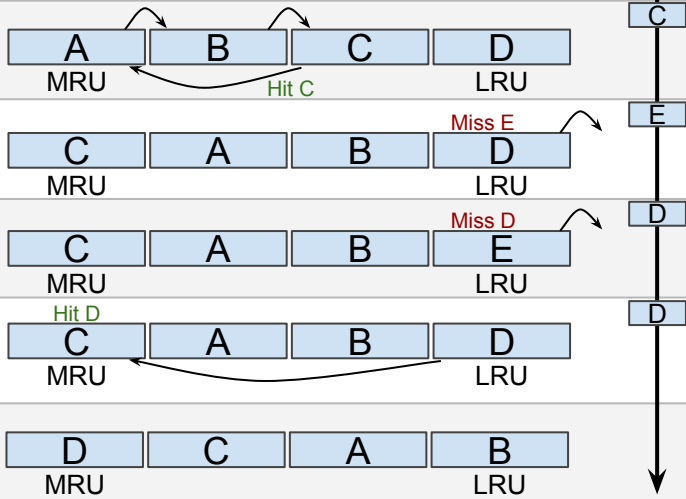 C
A B C D
MRU LRU
Hit C
E
Miss E
C A B D
MRU LRU
D
Miss D
C A B E
MRU LRU
D
Hit D
C A B D
MRU LRU
D C A B
MRU LRU